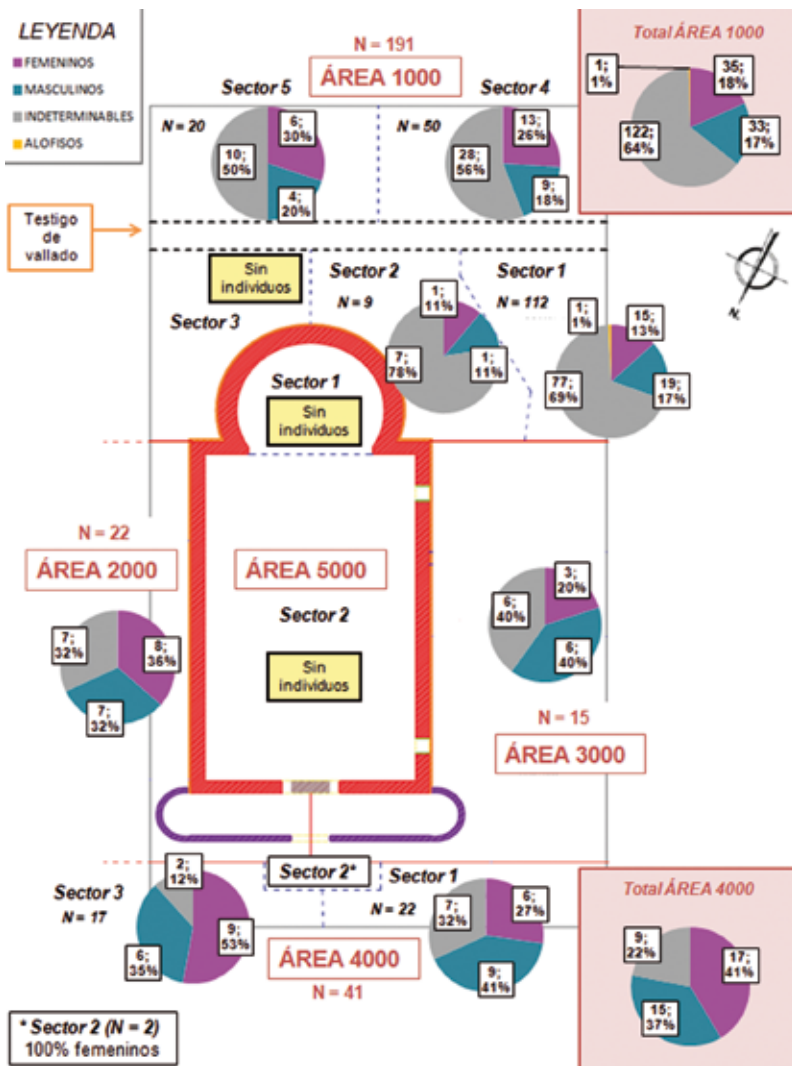 LEYENDA
FEMENINOS
MASCULINOS
INDETERMINABLES
ALOFISOS
N = 191
ÁREA 1000
Sector 5
N = 20
6;
30%
10;
50%
4;
20%
Sector 4
N = 50
13;
26%
28;
56%
9;
18%
Total ÁREA 1000
1;
1%
35;
18%
33;
17%
122;
64%
Testigo
de
vallado
Sin
individuos
Sector 3
Sector 2
N = 9
1;
11%
7;
78%
1;
11%
Sector 1
N = 112
1;
1%
15;
13%
19;
17%
77;
69%
N.
Sector 1
Sin
individuos
N = 22
ÁREA 2000
7;
32%
8;
36%
7;
32%
ÁREA 5000
Sector 2
Sin
individuos
3;
20%
6;
40%
6;
40%
N = 15
ÁREA 3000
Sector 3
N = 17
2;
12%
9;
53%
6;
35%
Sector 2*
Sector 1
N = 22
6;
27%
7;
32%
9;
41%
ÁREA 4000
N = 41
Total ÁREA 4000
9;
22%
17;
41%
15;
37%
* Sector 2 (N = 2)
100% femeninos